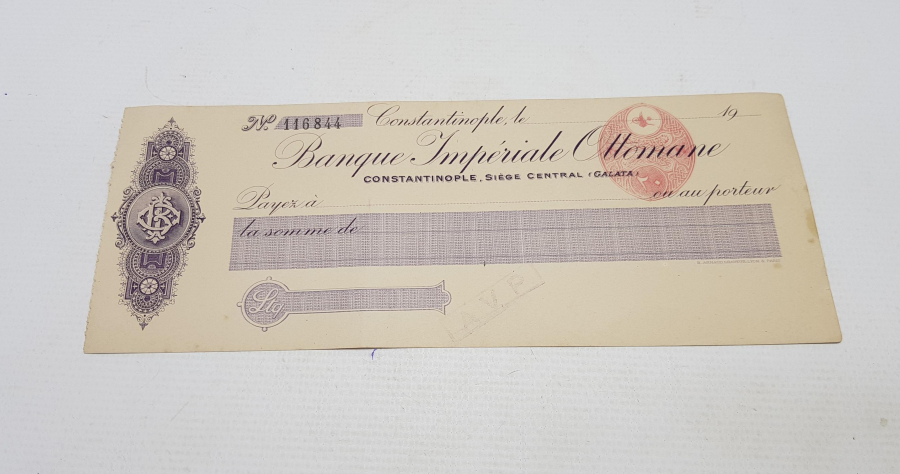 No. 116844 Constantinople, le 19
Banque Impériale Ottomane
CONSTANTINOPLE, SIÈGE CENTRAL (GALATA)
Payez à ou au porteur
la somme de
Ltq